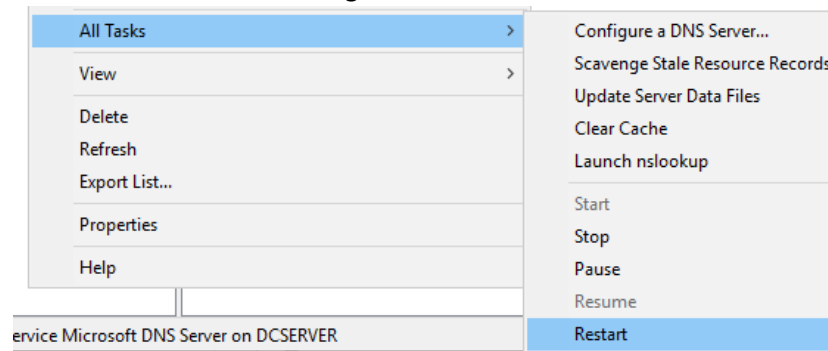 All Tasks
View
Delete
Refresh
Export List...
Properties
Help
ervice Microsoft DNS Server on DCSERVER
Configure a DNS Server...
Scavenge Stale Resource Records
Update Server Data Files
Clear Cache
Launch nslookup
Start
Stop
Pause
Resume
Restart